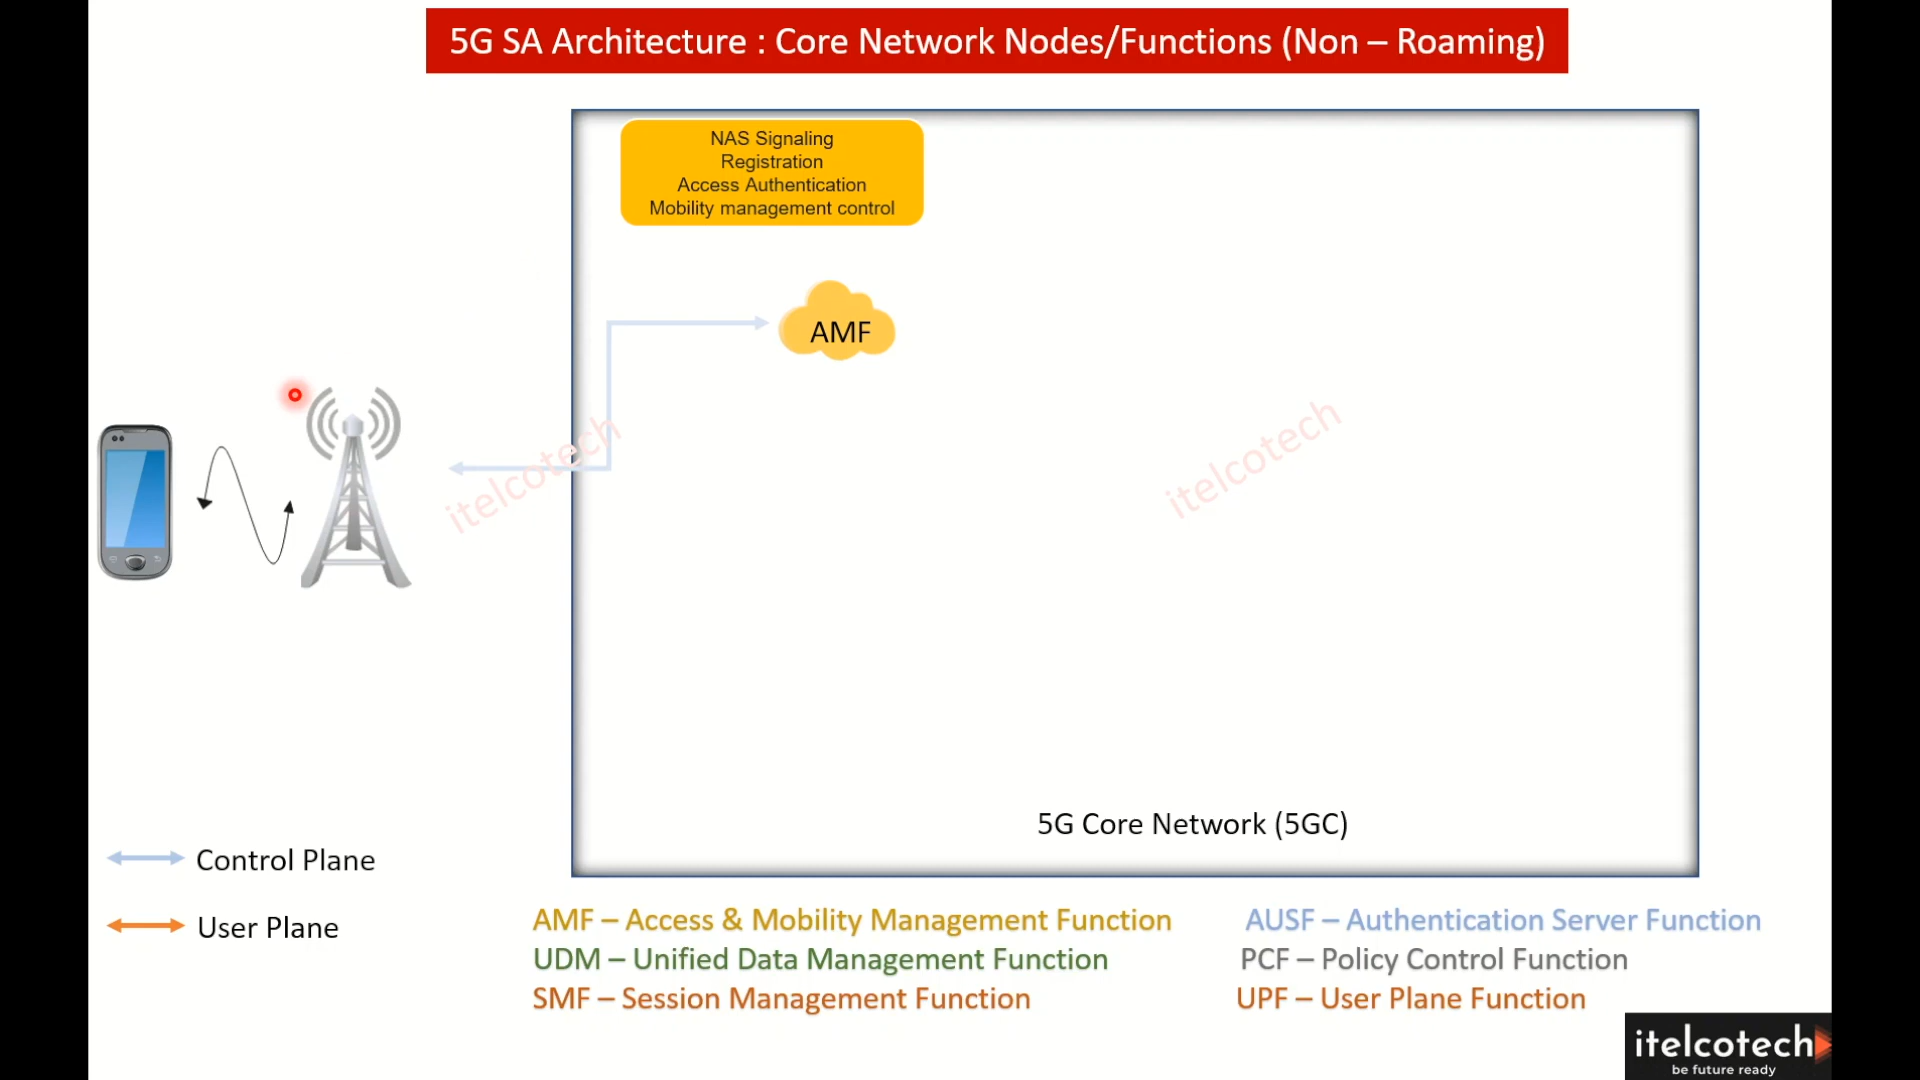 5G SA Architecture : Core Network Nodes/Functions (Non – Roaming)
NAS Signaling
Registration
Access Authentication
Mobility management control
AMF
itelcotech
itelcotech
5G Core Network (5GC)
Control Plane
User Plane
AMF – Access & Mobility Management Function
UDM – Unified Data Management Function
SMF – Session Management Function
AUSF – Authentication Server Function
PCF – Policy Control Function
UPF – User Plane Function
itelcotech
be future ready